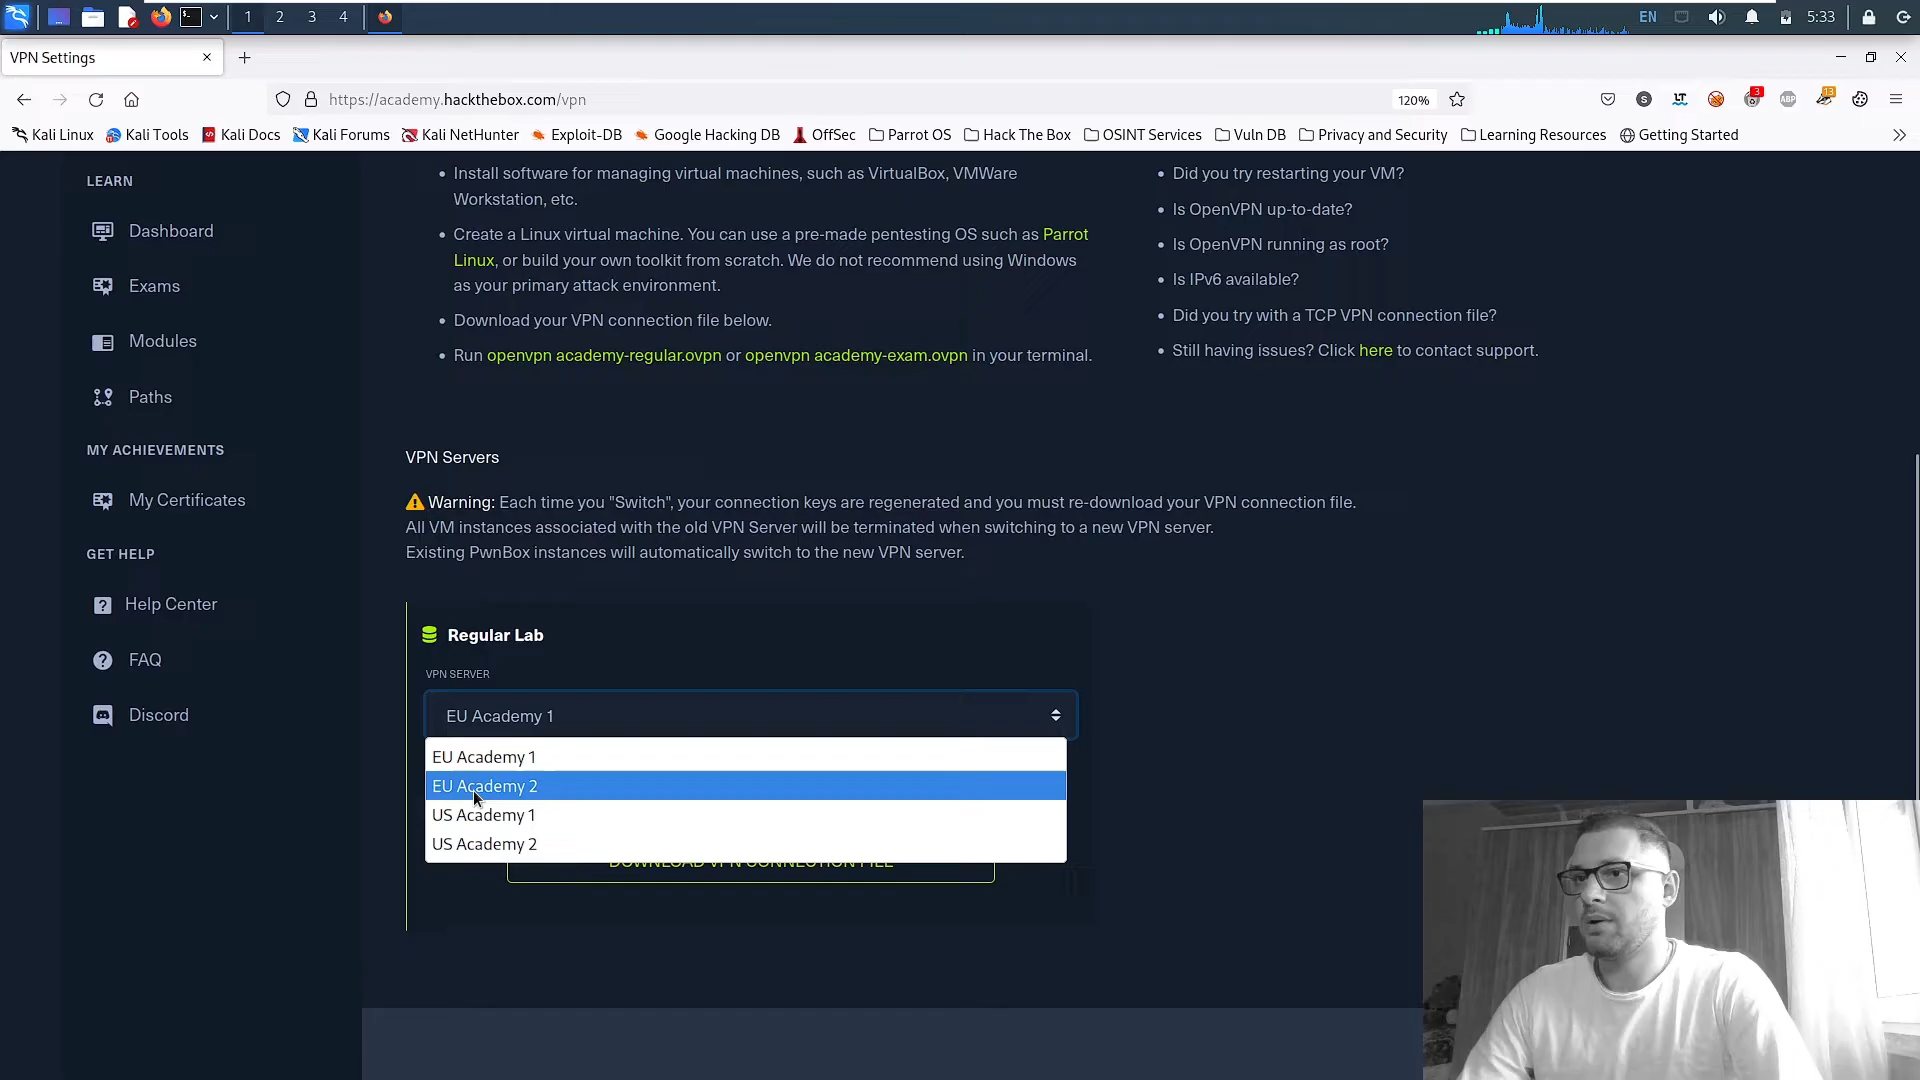 1 2 3 4 EN 5:33
VPN Settings
https://academy.hackthebox.com/vpn 120% 3 13
Kali Linux Kali Tools Kali Docs Kali Forums Kali NetHunter Exploit-DB Google Hacking DB OffSec Parrot OS Hack The Box OSINT Services Vuln DB Privacy and Security Learning Resources Getting Started
LEARN
Dashboard
Exams
Modules
Paths
MY ACHIEVEMENTS
My Certificates
GET HELP
Help Center
FAQ
Discord
Install software for managing virtual machines, such as VirtualBox, VMWare
Workstation, etc.
Create a Linux virtual machine. You can use a pre-made pentesting OS such as Parrot
Linux, or build your own toolkit from scratch. We do not recommend using Windows
as your primary attack environment.
Download your VPN connection file below.
Run openvpn academy-regular.ovpn or openvpn academy-exam.ovpn in your terminal.
Did you try restarting your VM?
Is OpenVPN up-to-date?
Is OpenVPN running as root?
Is IPv6 available?
Did you try with a TCP VPN connection file?
Still having issues? Click here to contact support.
VPN Servers
Warning: Each time you "Switch", your connection keys are regenerated and you must re-download your VPN connection file.
All VM instances associated with the old VPN Server will be terminated when switching to a new VPN server.
Existing PwnBox instances will automatically switch to the new VPN server.
Regular Lab
VPN SERVER
EU Academy 1
EU Academy 1
EU Academy 2
US Academy 1
US Academy 2
DOWNLOAD VPN CONNECTION FILE